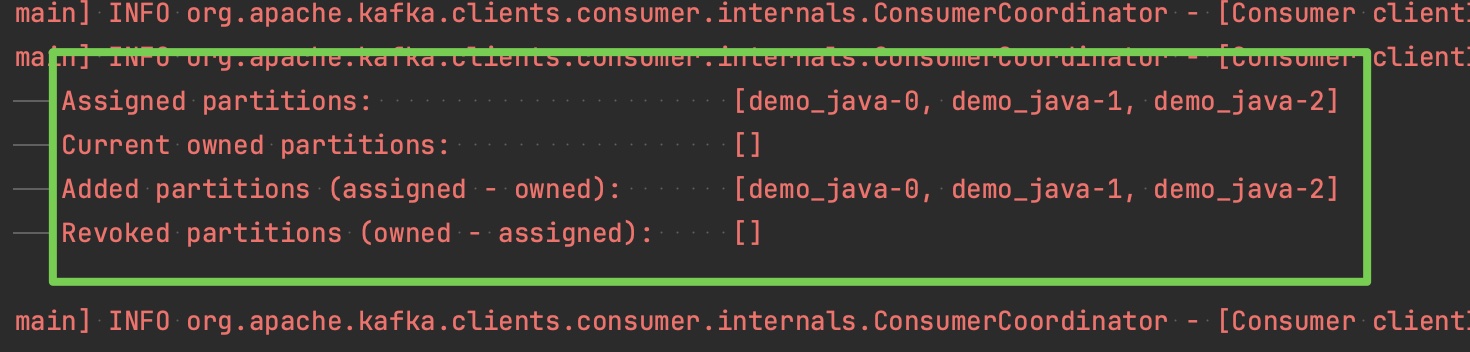 main] INFO org.apache.kafka.clients.consumer.internals.ConsumerCoordinator - [Consumer client
main] INFO org.apache.kafka.clients.consumer.internals.ConsumerCoordinator - [Consumer client
Assigned partitions: [demo_java-0, demo_java-1, demo_java-2]
Current owned partitions: []
Added partitions (assigned - owned): [demo_java-0, demo_java-1, demo_java-2]
Revoked partitions (owned - assigned): []
main] INFO org.apache.kafka.clients.consumer.internals.ConsumerCoordinator - [Consumer client